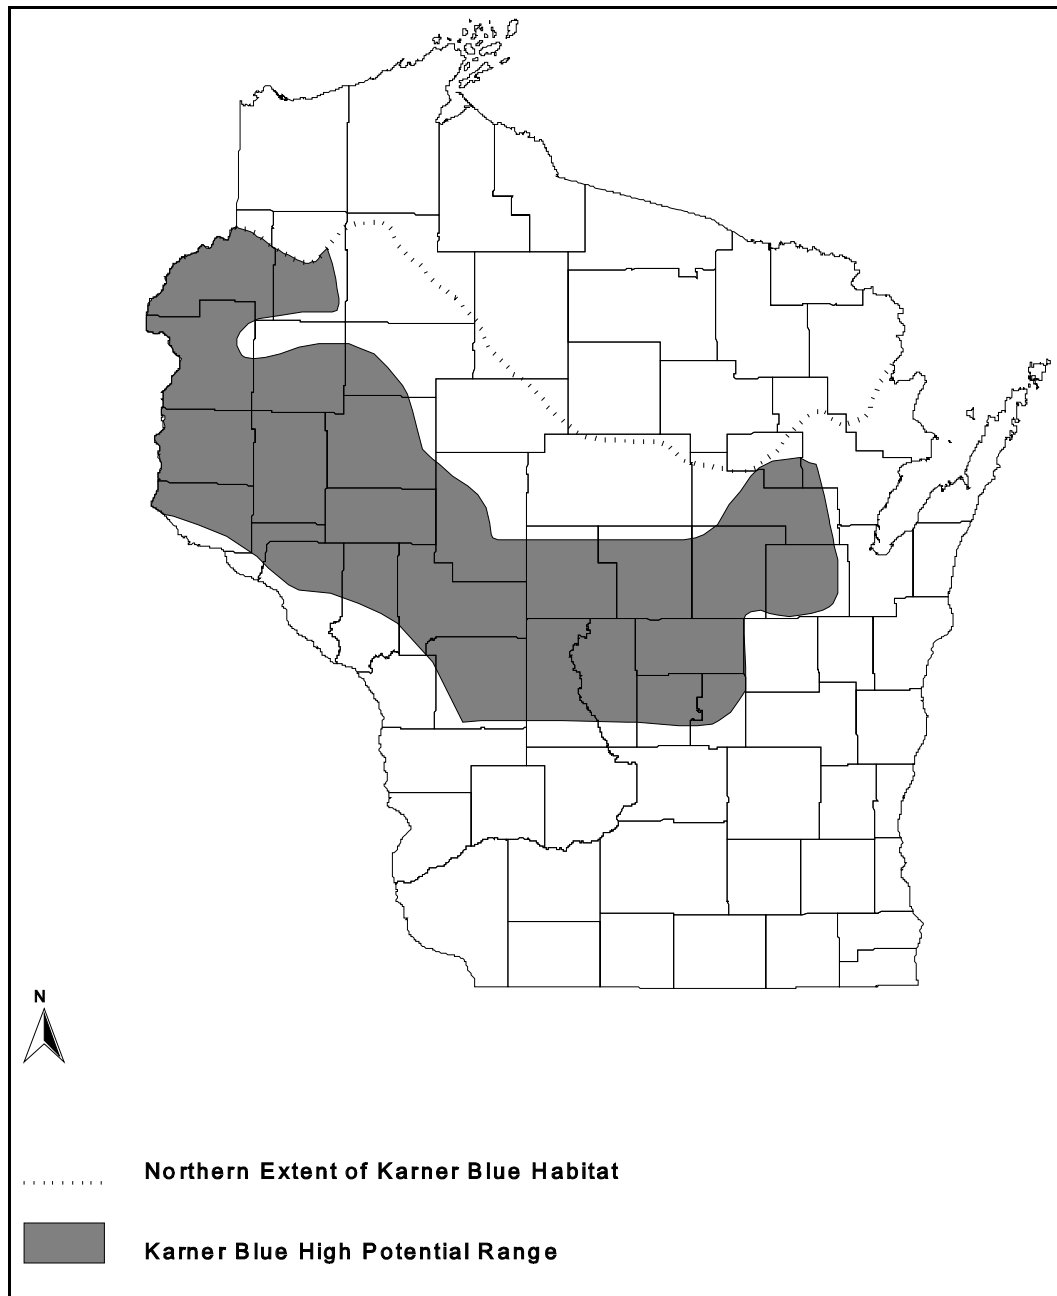 N
Northern Extent of Karner Blue Habitat
Karner Blue High Potential Range